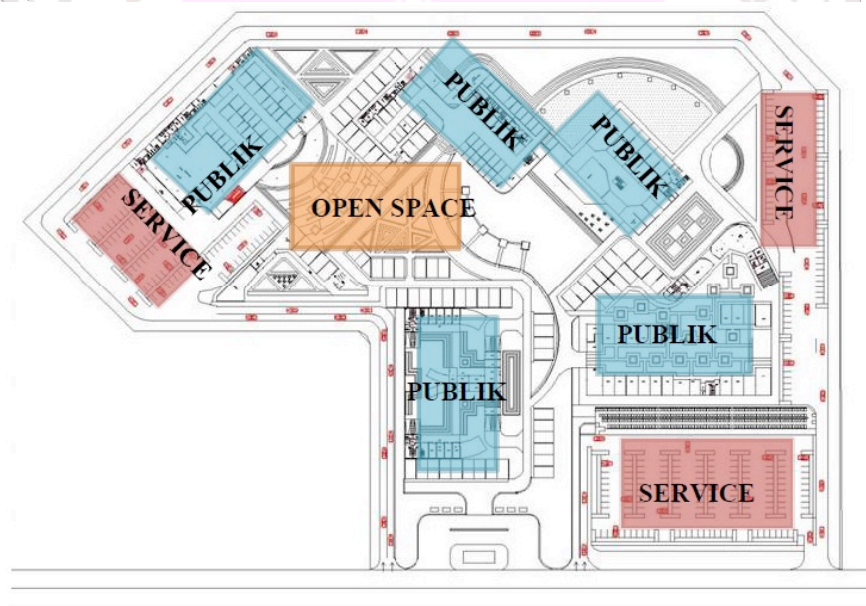 PUBLIK
PUBLIK
PUBLIK
SERVICE
SERVICE
OPEN SPACE
PUBLIK
PUBLIK
SERVICE